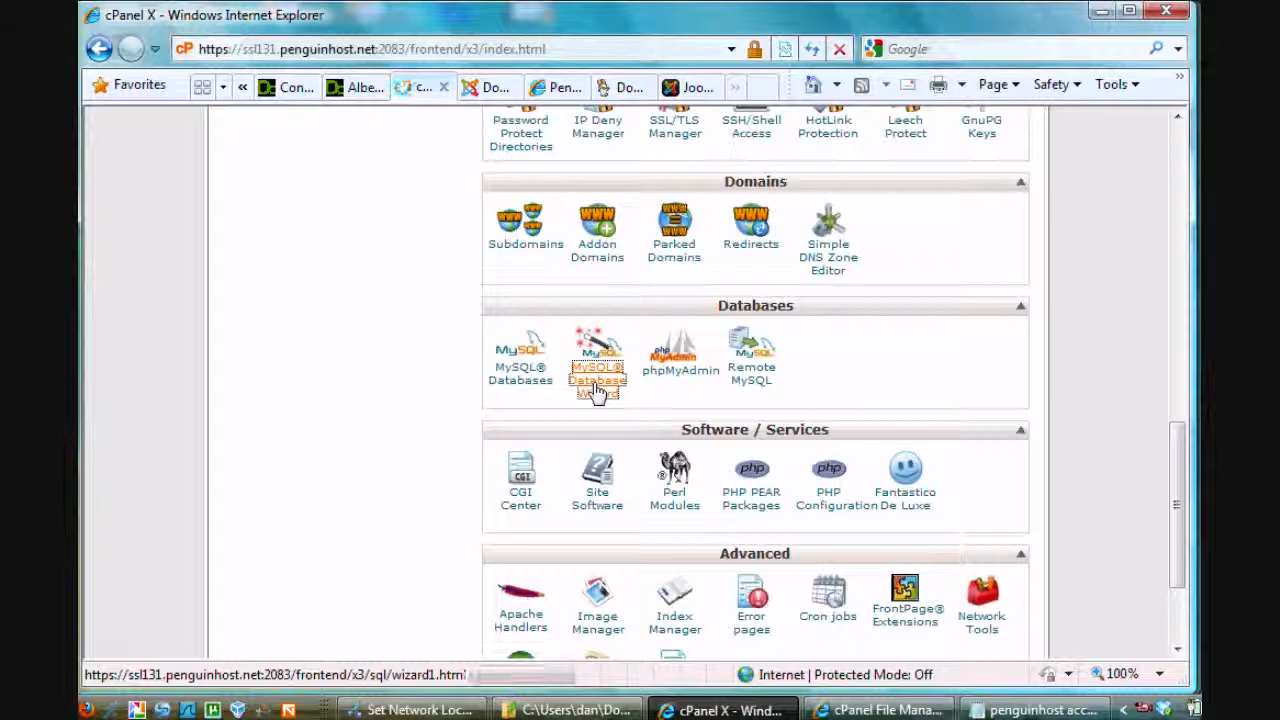 cPanel X - Windows Internet Explorer
cP https://ssl131.penguinhost.net:2083/frontend/x3/index.html
Google
Favorites
Con...
Albe...
c...
Do...
Pen...
Do...
Joo...
Page
Safety
Tools
Password Protect Directories
IP Deny Manager
SSL/TLS Manager
SSH/Shell Access
HotLink Protection
Leech Protect
GnuPG Keys
Domains
Subdomains
Addon Domains
Parked Domains
Redirects
Simple DNS Zone Editor
Databases
MySQL® Databases
MySQL® Database
phpMyAdmin
Remote MySQL
Software / Services
CGI Center
Site Software
Perl Modules
PHP PEAR Packages
PHP Configuration
Fantastico De Luxe
Advanced
Apache Handlers
Image Manager
Index Manager
Error pages
Cron jobs
FrontPage® Extensions
Network Tools
https://ssl131.penguinhost.net:2083/frontend/x3/sql/wizard1.html
Internet | Protected Mode: Off
100%
Set Network Loc...
C:\Users\dan\Do...
cPanel X - Wind...
cPanel File Mana...
penguinhost acc...